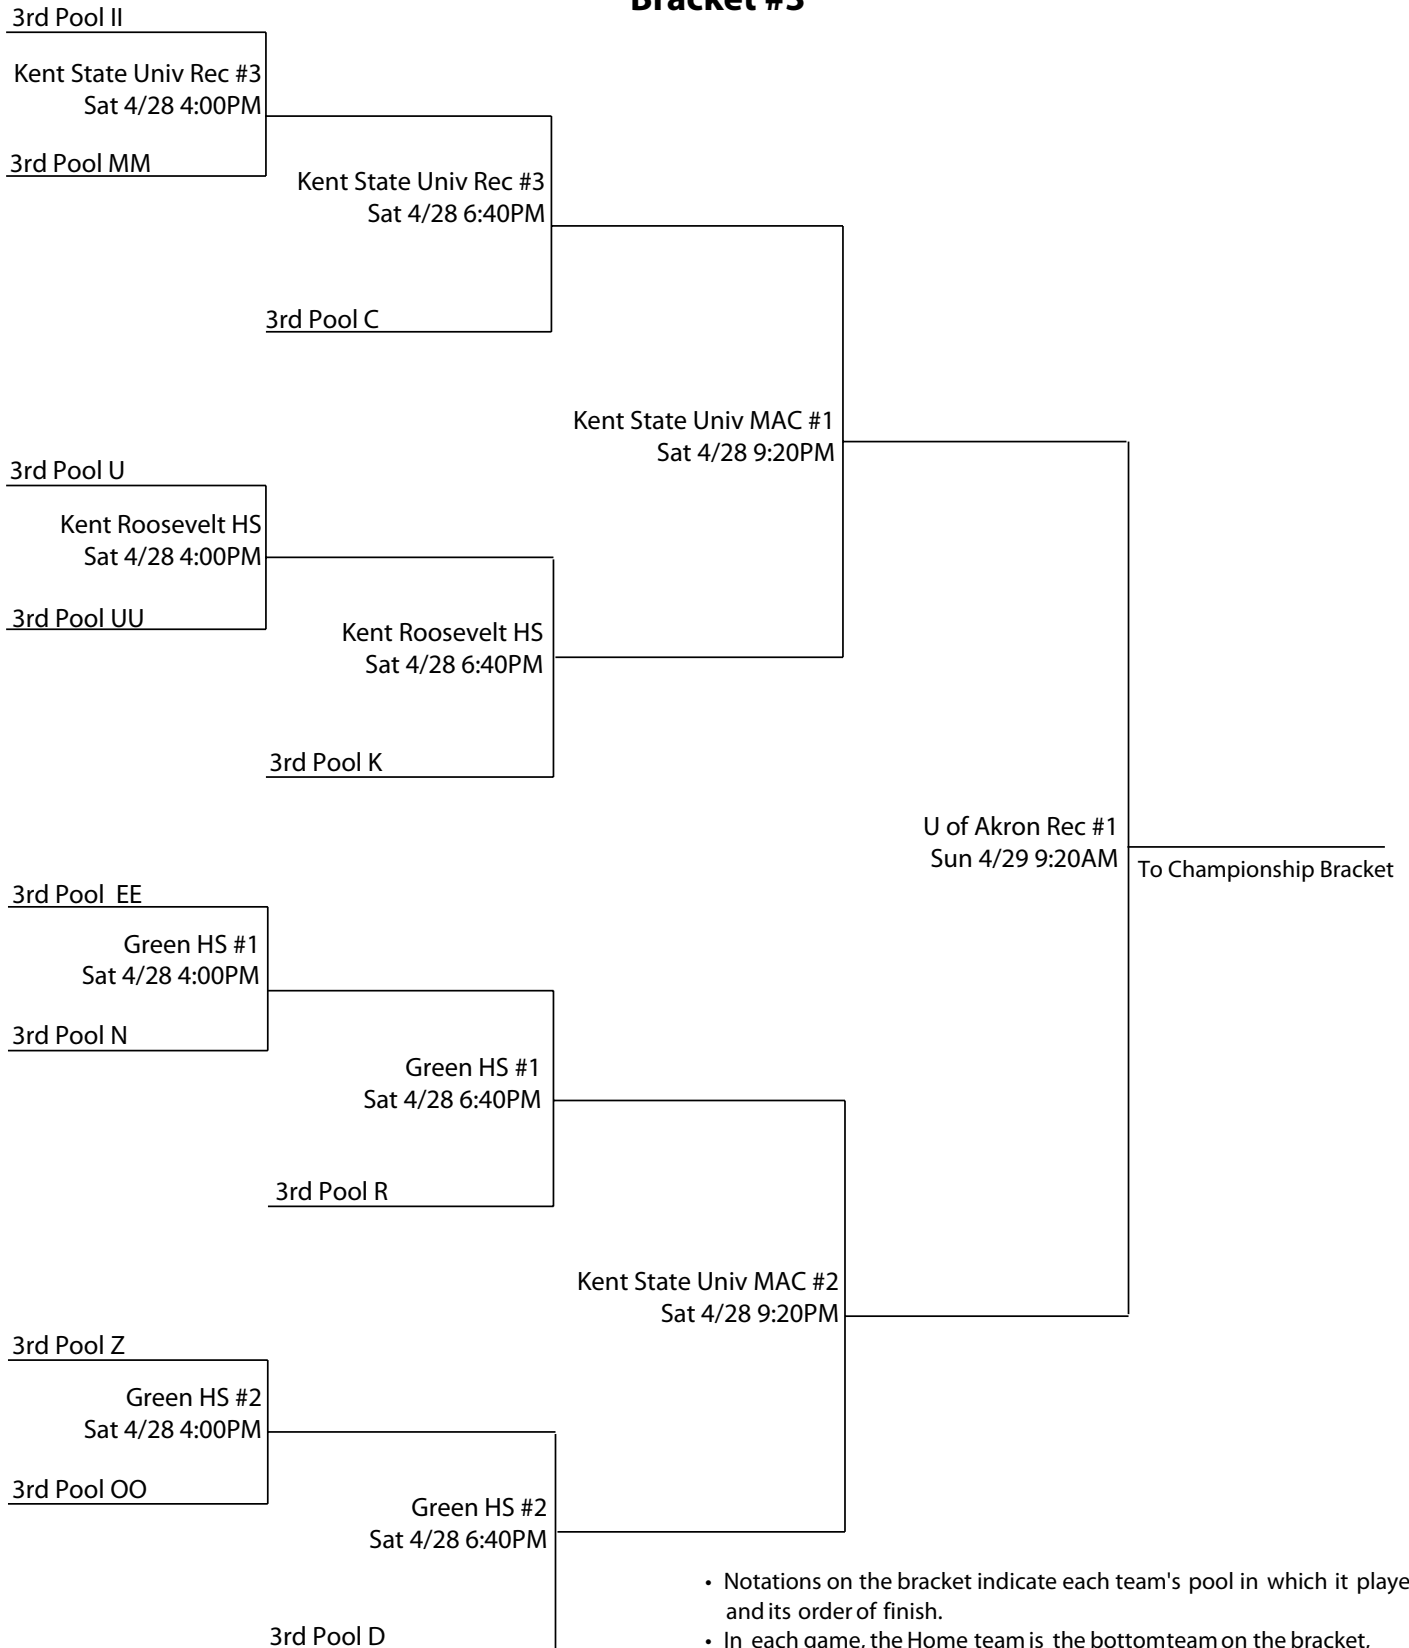 Bracket #3
3rd Pool II
Kent State Univ Rec #3
Sat 4/28 4:00PM
3rd Pool MM
Kent State Univ Rec #3
Sat 4/28 6:40PM
3rd Pool C
Kent State Univ MAC #1
Sat 4/28 9:20PM
3rd Pool U
Kent Roosevelt HS
Sat 4/28 4:00PM
3rd Pool UU
Kent Roosevelt HS
Sat 4/28 6:40PM
3rd Pool K
U of Akron Rec #1
Sun 4/29 9:20AM
To Championship Bracket
3rd Pool EE
Green HS #1
Sat 4/28 4:00PM
3rd Pool N
Green HS #1
Sat 4/28 6:40PM
3rd Pool R
Kent State Univ MAC #2
Sat 4/28 9:20PM
3rd Pool Z
Green HS #2
Sat 4/28 4:00PM
3rd Pool OO
Green HS #2
Sat 4/28 6:40PM
3rd Pool D
• Notations on the bracket indicate each team's pool in which it playe
and its order of finish.
• In each game, the Home team is the bottom team on the bracket,